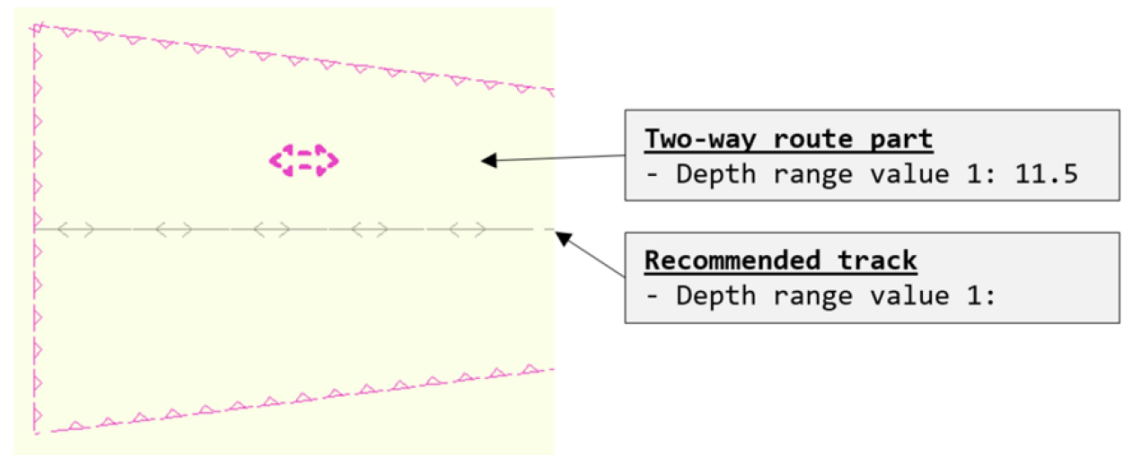 Two-way route part
- Depth range value 1: 11.5
Recommended track
- Depth range value 1: